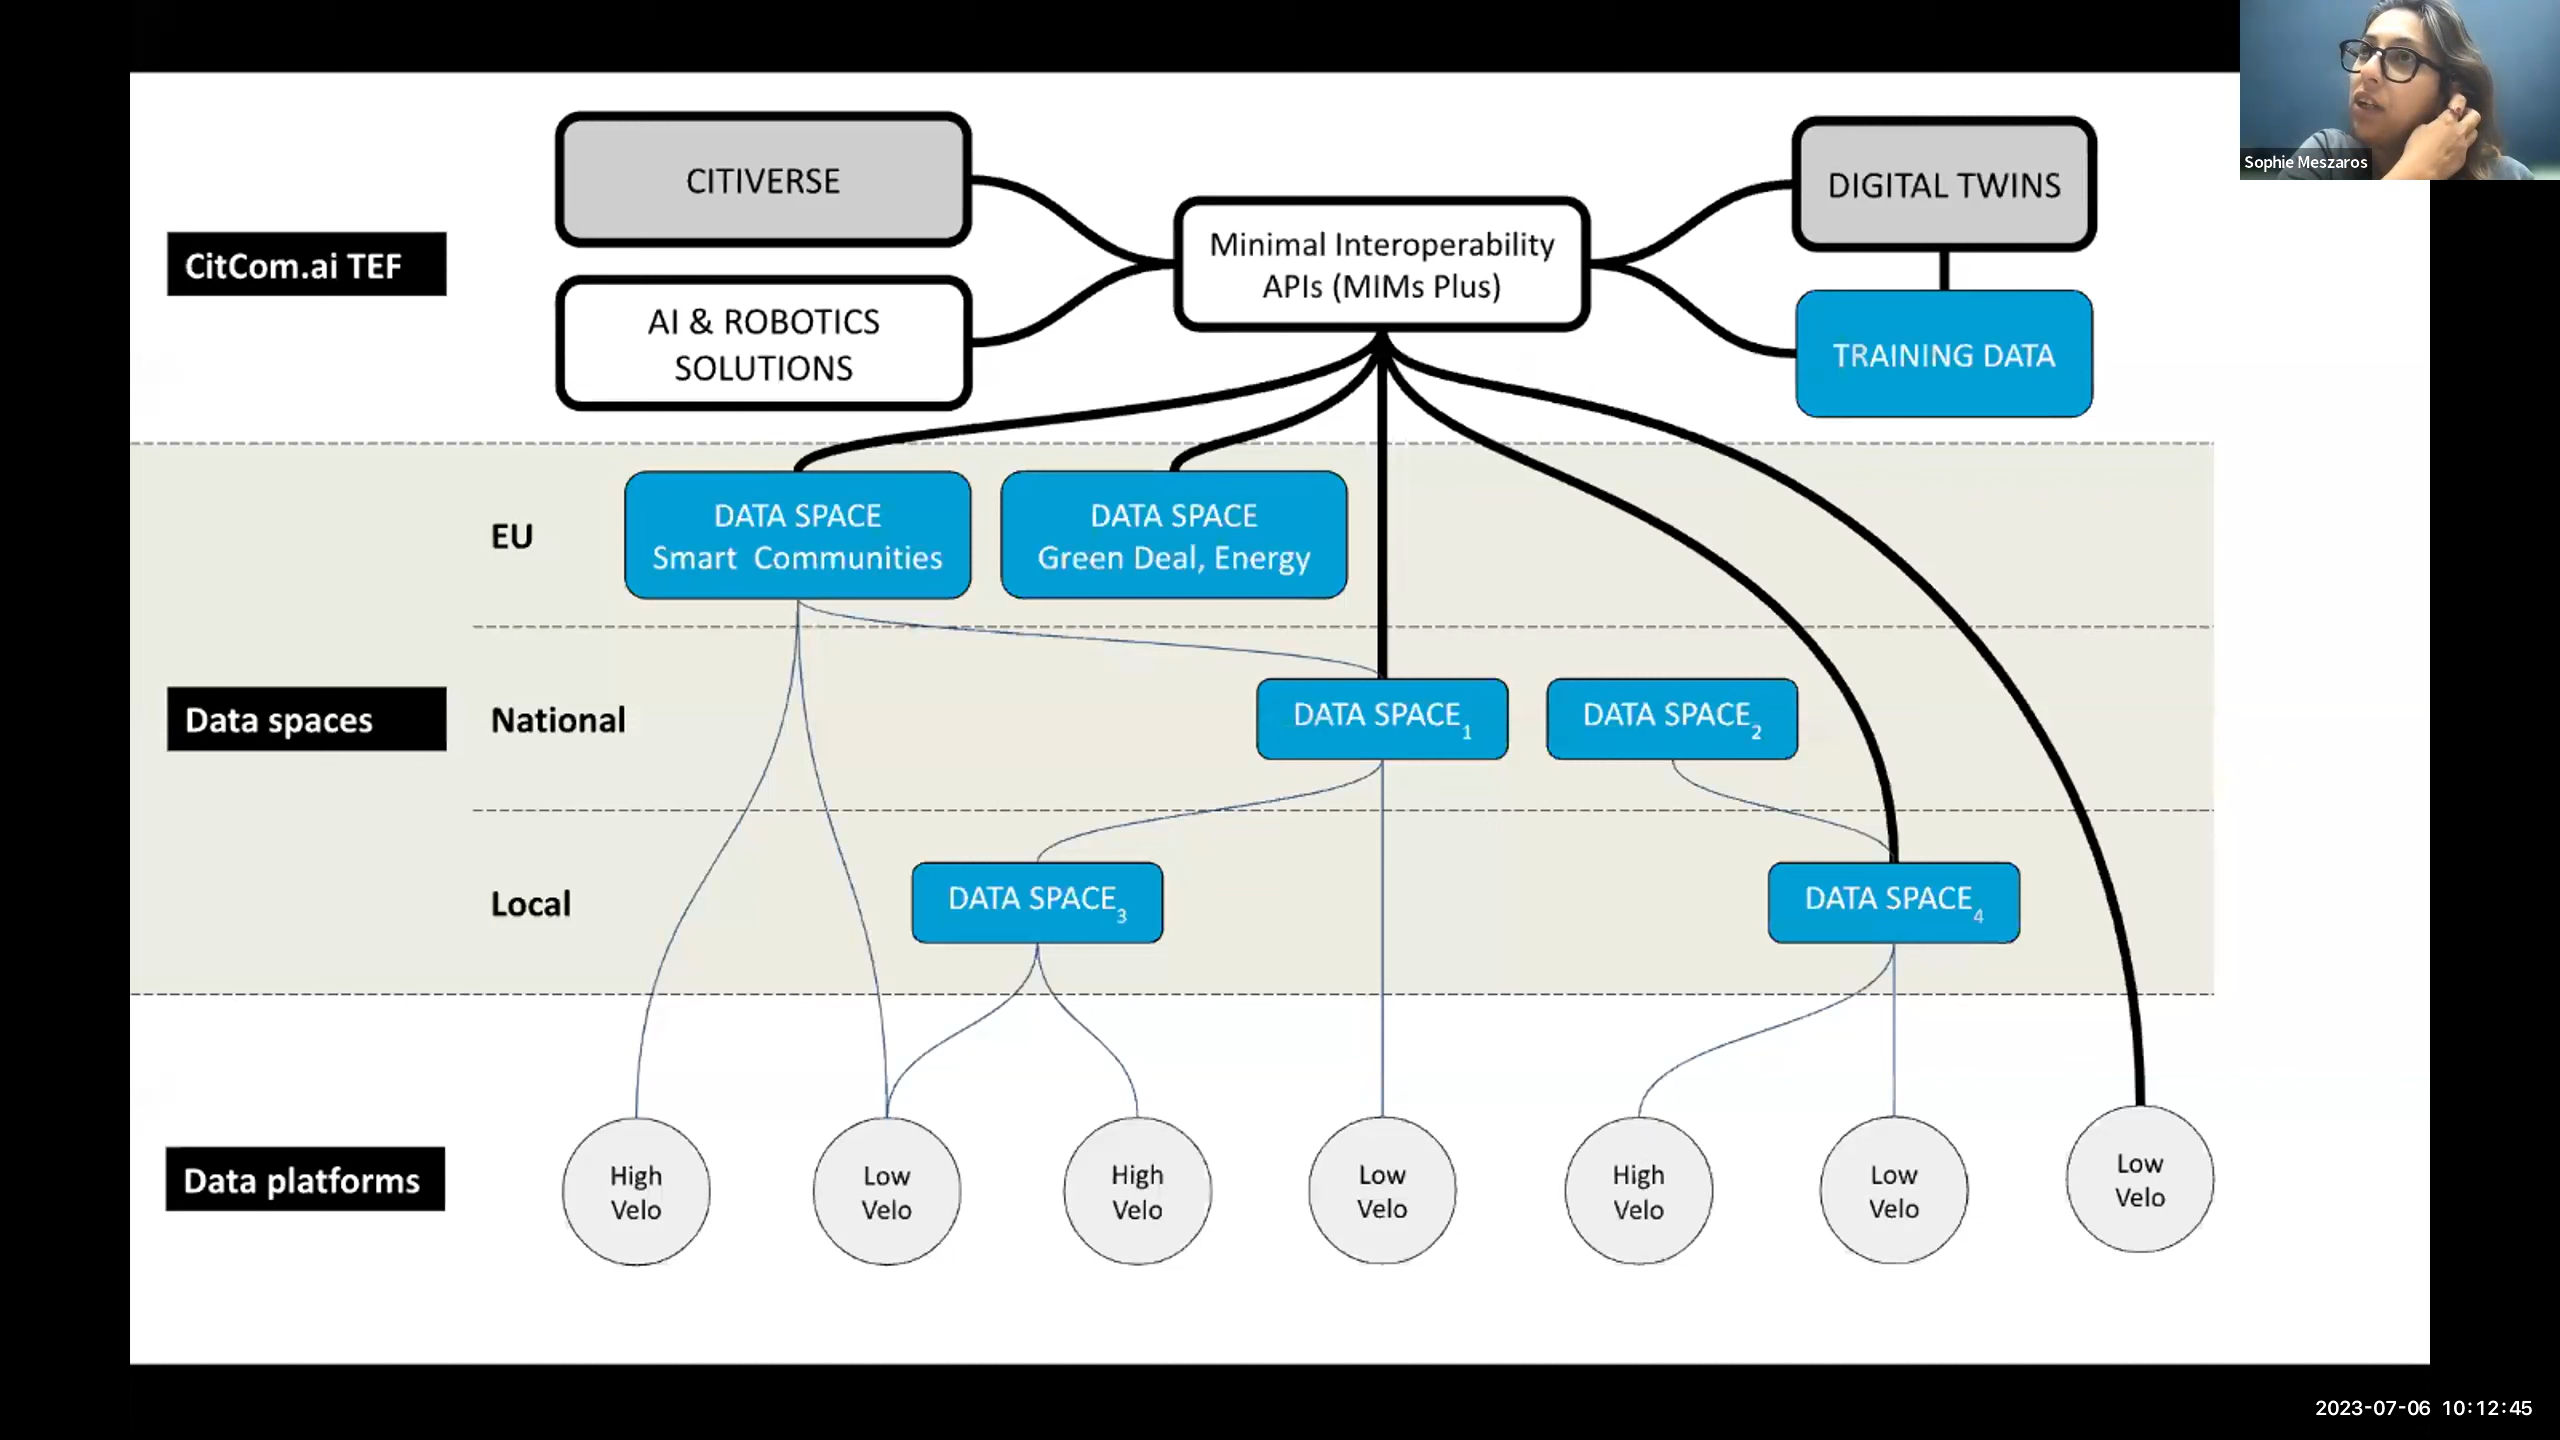 Sophie Meszaros
CITIVERSE
DIGITAL TWINS
Minimal Interoperability
APIs (MIMs Plus)
CitCom.ai TEF
AI & ROBOTICS
SOLUTIONS
TRAINING DATA
EU
DATA SPACE
Smart Communities
DATA SPACE
Green Deal, Energy
Data spaces
National
DATA SPACE1
DATA SPACE2
Local
DATA SPACE3
DATA SPACE4
Data platforms
High
Velo
Low
Velo
High
Velo
Low
Velo
High
Velo
Low
Velo
Low
Velo
2023-07-06 10:12:45